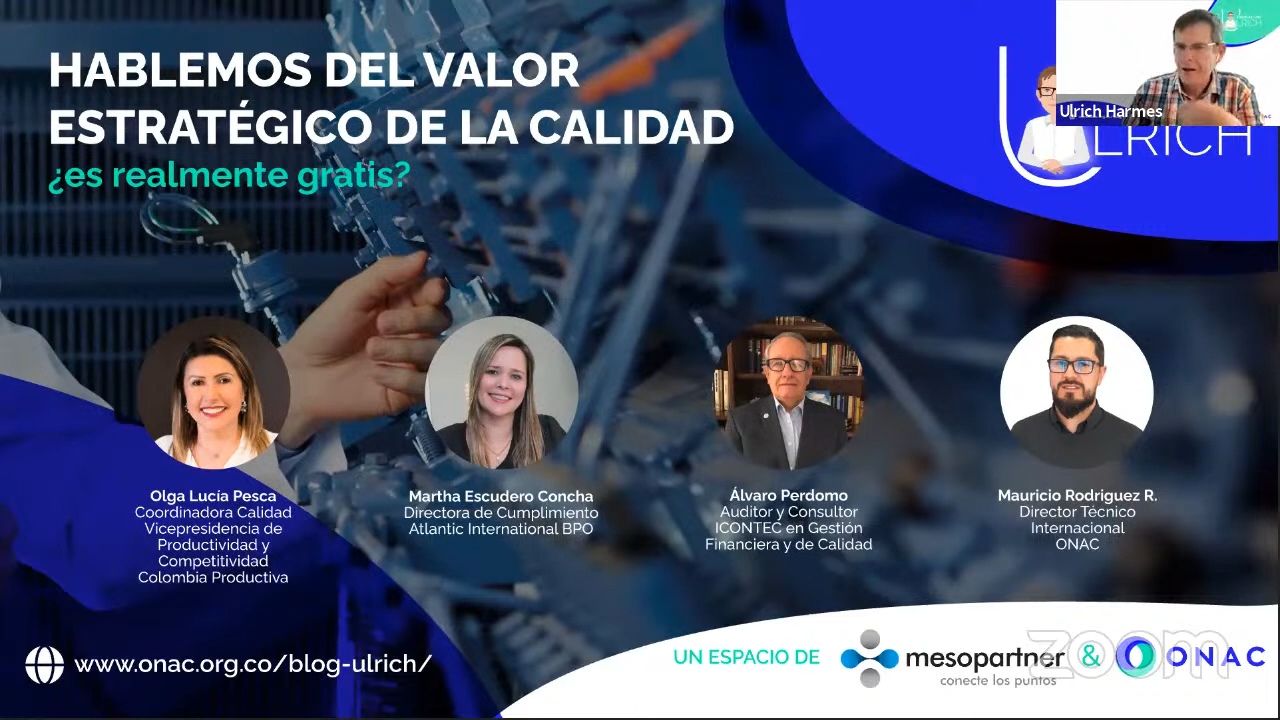 HABLEMOS DEL VALOR
ESTRATÉGICO DE LA CALIDAD
¿es realmente gratis?
Ulrich Harmes
ULRICH
Olga Lucía Pesca
Coordinadora Calidad
Vicepresidencia de
Productividad y
Competitividad
Colombia Productiva
Martha Escudero Concha
Directora de Cumplimiento
Atlantic International BPO
Álvaro Perdomo
Auditor y Consultor
ICONTEC en Gestión
Financiera y de Calidad
Mauricio Rodriguez R.
Director Técnico
Internacional
ONAC
www.onac.org.co/blog-ulrich/
UN ESPACIO DE
mesopartner
conecte los puntos
&
ONAC
zoom